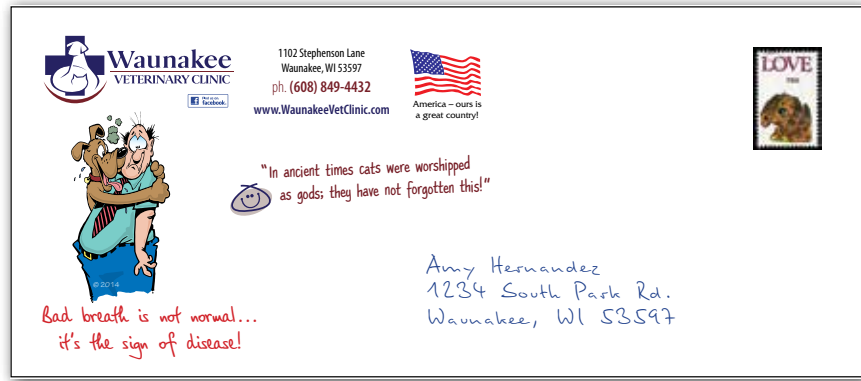 Waunakee
VETERINARY CLINIC
Find us on
facebook.
1102 Stephenson Lane
Waunakee, WI 53597
ph. (608) 849-4432
www.WaunakeeVetClinic.com
America – ours is
a great country!
LOVE
"In ancient times cats were worshipped
as gods; they have not forgotten this!"
© 2014
Bad breath is not normal...
it's the sign of disease!
Amy Hernandez
1234 South Park Rd.
Waunakee, WI 53597